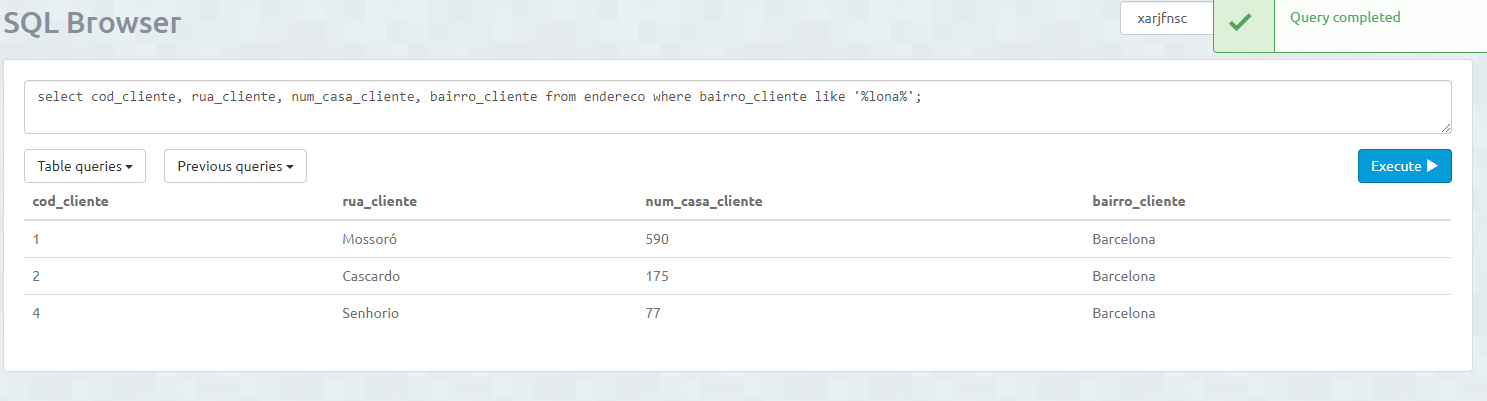 SQL Browser
xarjfnsc
Query completed
select cod_cliente, rua_cliente, num_casa_cliente, bairro_cliente from endereco where bairro_cliente like '%lona%';
Table queries Previous queries Execute
cod_cliente rua_cliente num_casa_cliente bairro_cliente
1 Mossoró 590 Barcelona
2 Cascardo 175 Barcelona
4 Senhorio 77 Barcelona